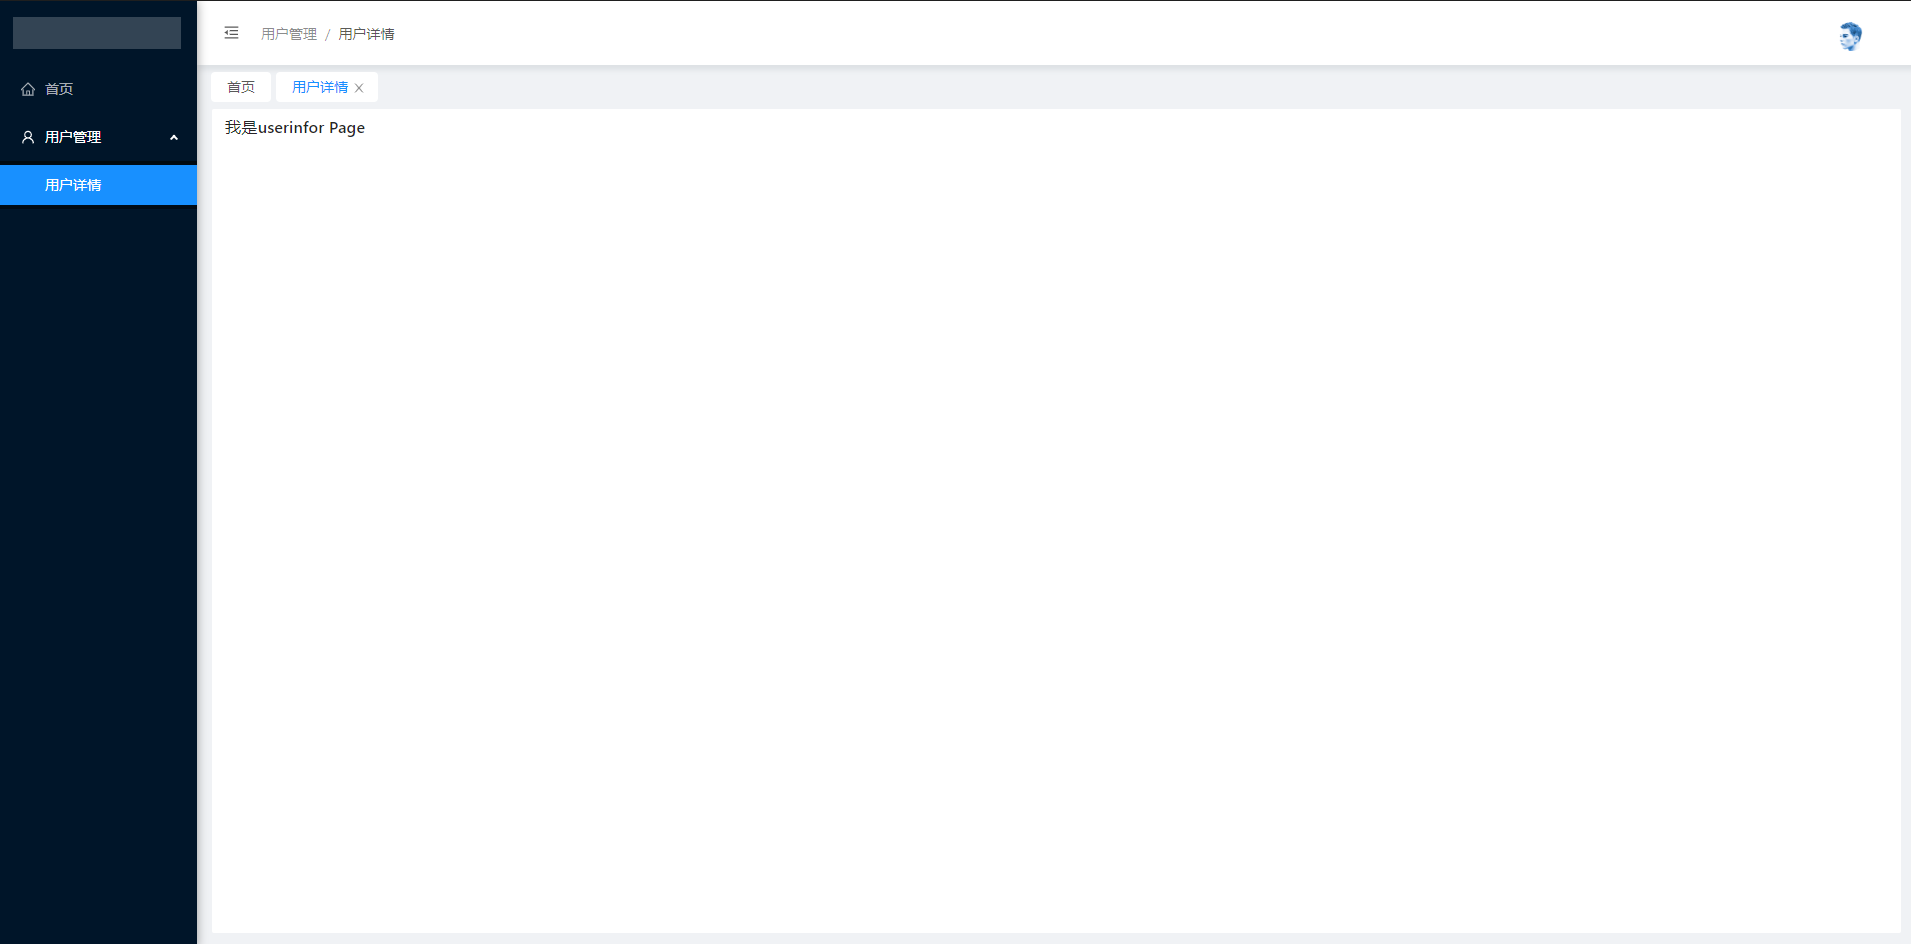 首页
用户管理
用户详情
用户管理 / 用户详情
首页 用户详情
我是userinfor Page